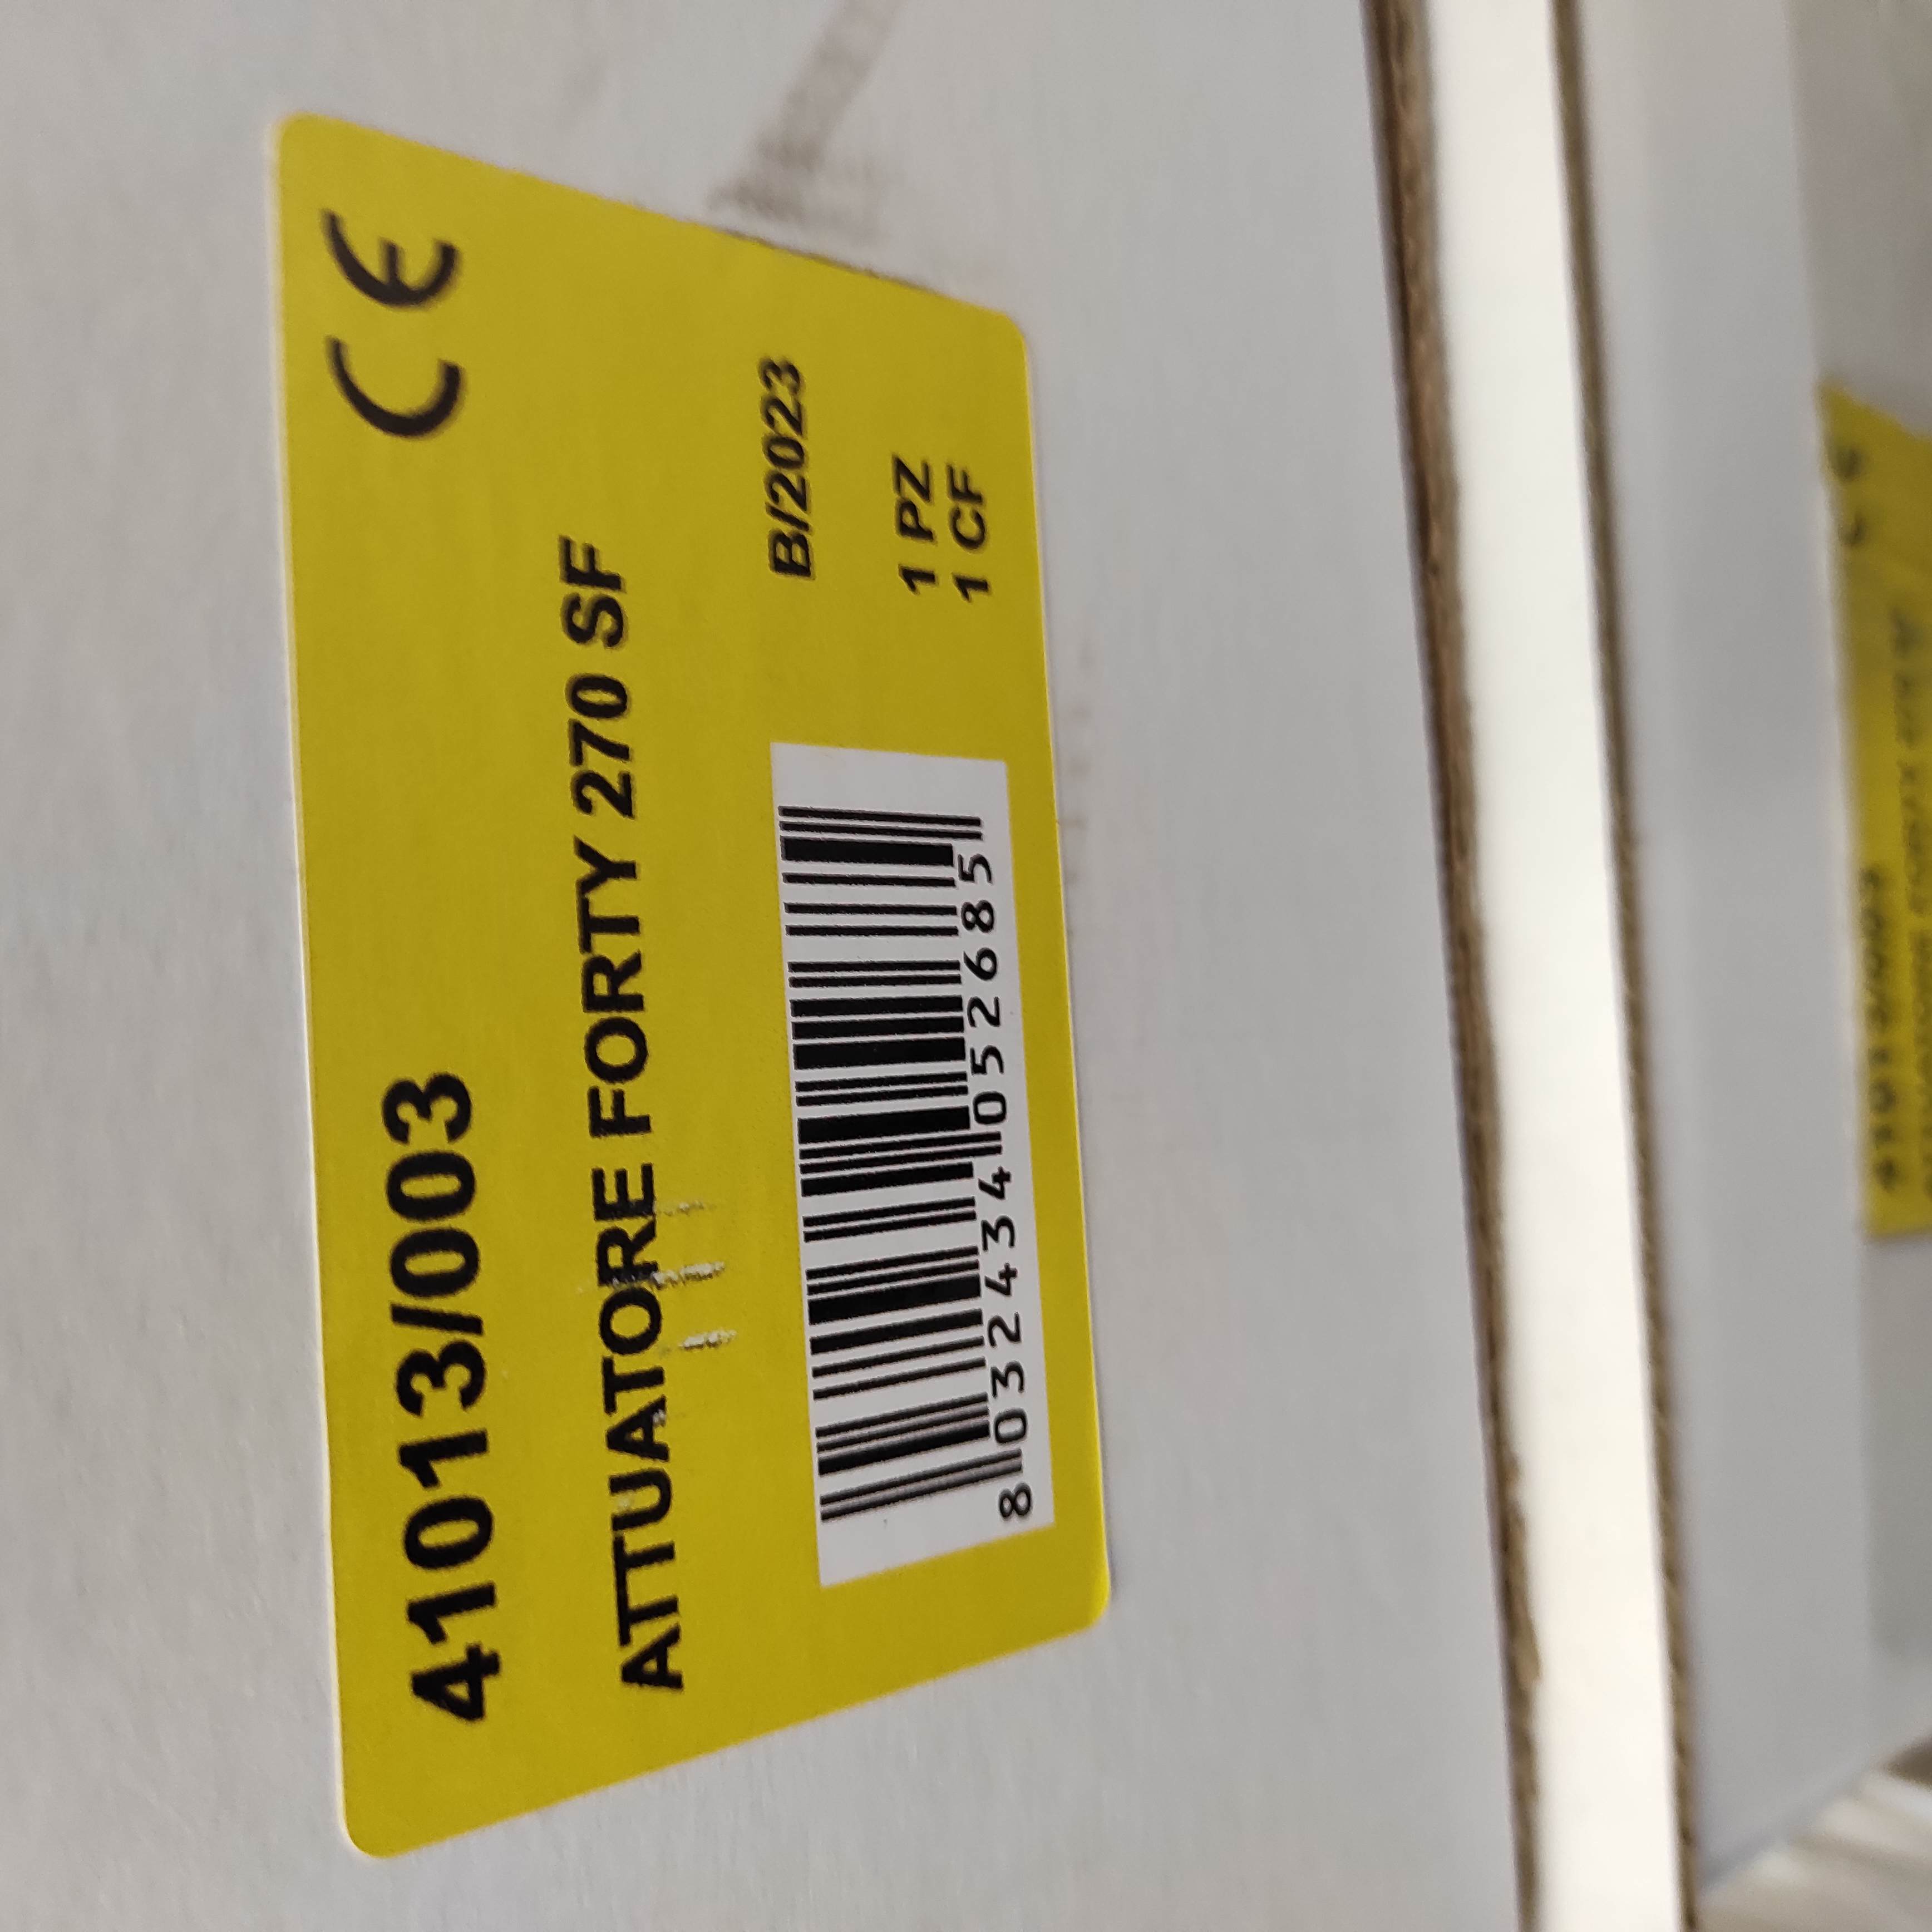 41013/003 CE
ATTUATORE FORTY 270 SF
B/2023
1 PZ
1 CF
8032434052685